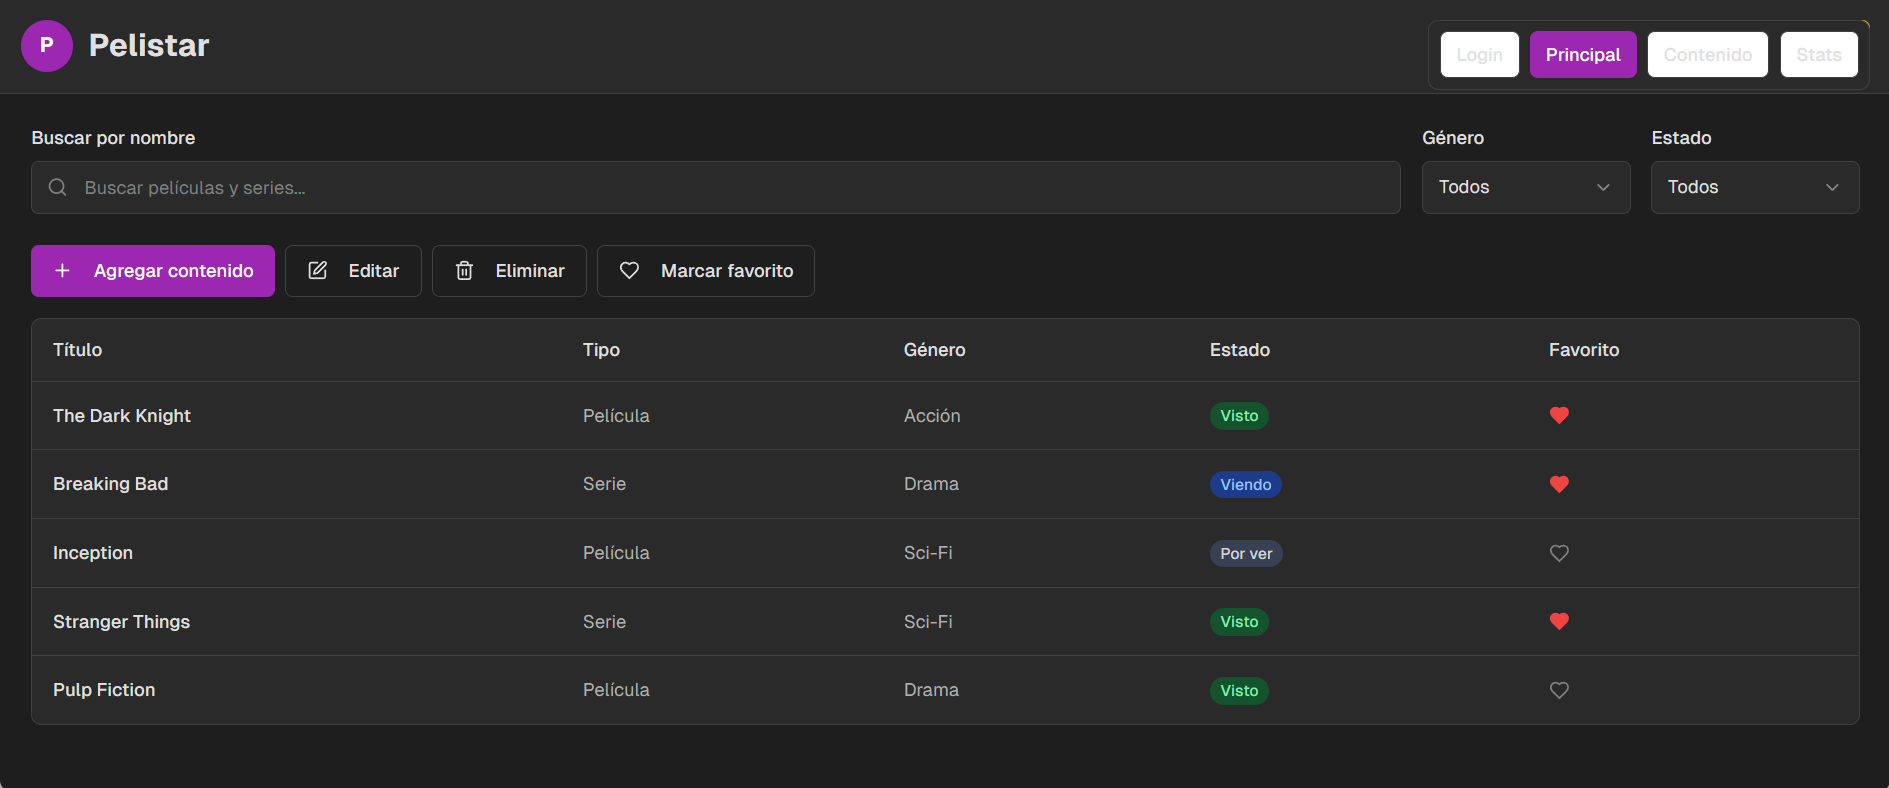 P Pelistar
Login Principal Contenido Stats
Buscar por nombre Género Estado
Buscar películas y series... Todos Todos
Agregar contenido Editar Eliminar Marcar favorito
Título Tipo Género Estado Favorito
The Dark Knight Película Acción Visto
Breaking Bad Serie Drama Viendo
Inception Película Sci-Fi Por ver
Stranger Things Serie Sci-Fi Visto
Pulp Fiction Película Drama Visto